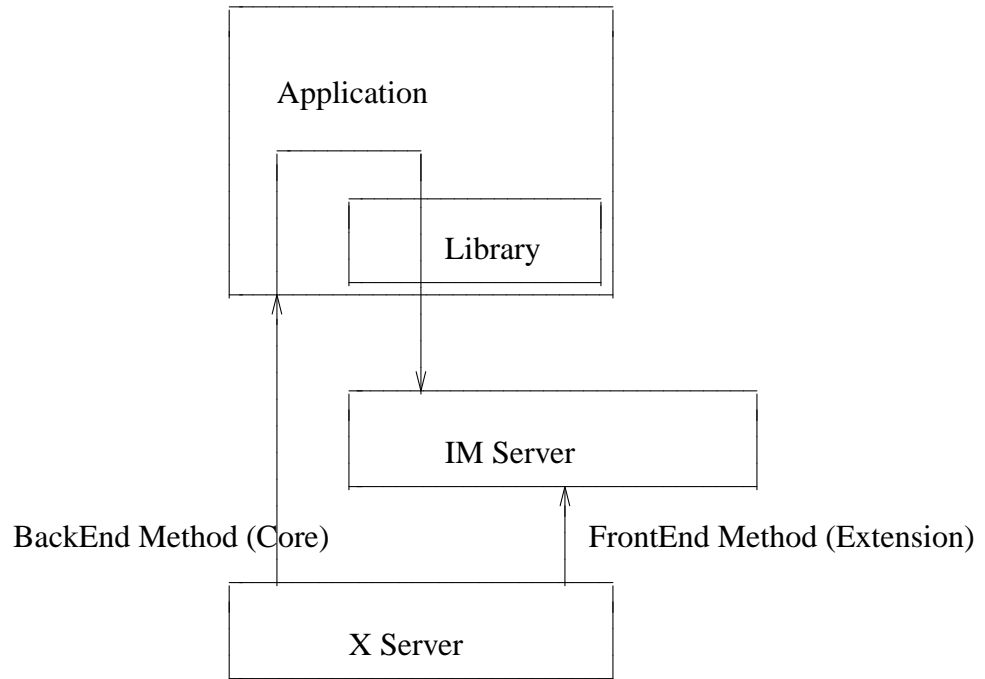 Application
Library
IM Server
BackEnd Method (Core)
FrontEnd Method (Extension)
X Server